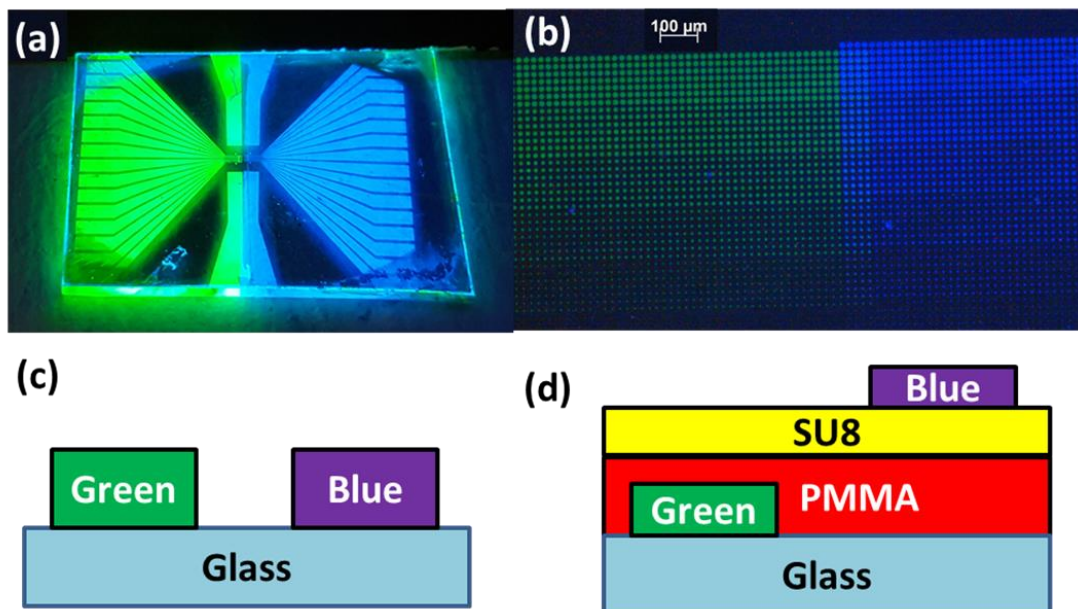 (a)
(b)
100 µm
(c)
Green
Blue
Glass
(d)
Blue
SU8
Green
PMMA
Glass